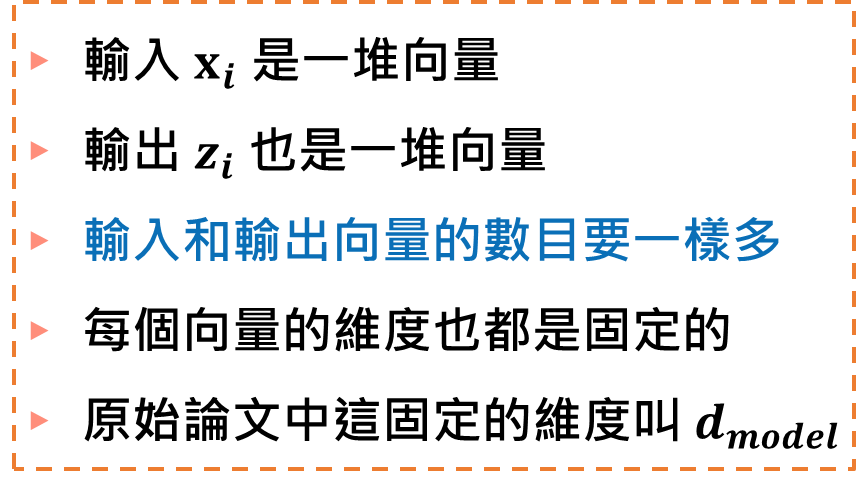 ▸ 輸入 x_i 是一堆向量
▸ 輸出 z_i 也是一堆向量
▸ 輸入和輸出向量的數目要一樣多
▸ 每個向量的維度也都是固定的
▸ 原始論文中這固定的維度叫 d_model